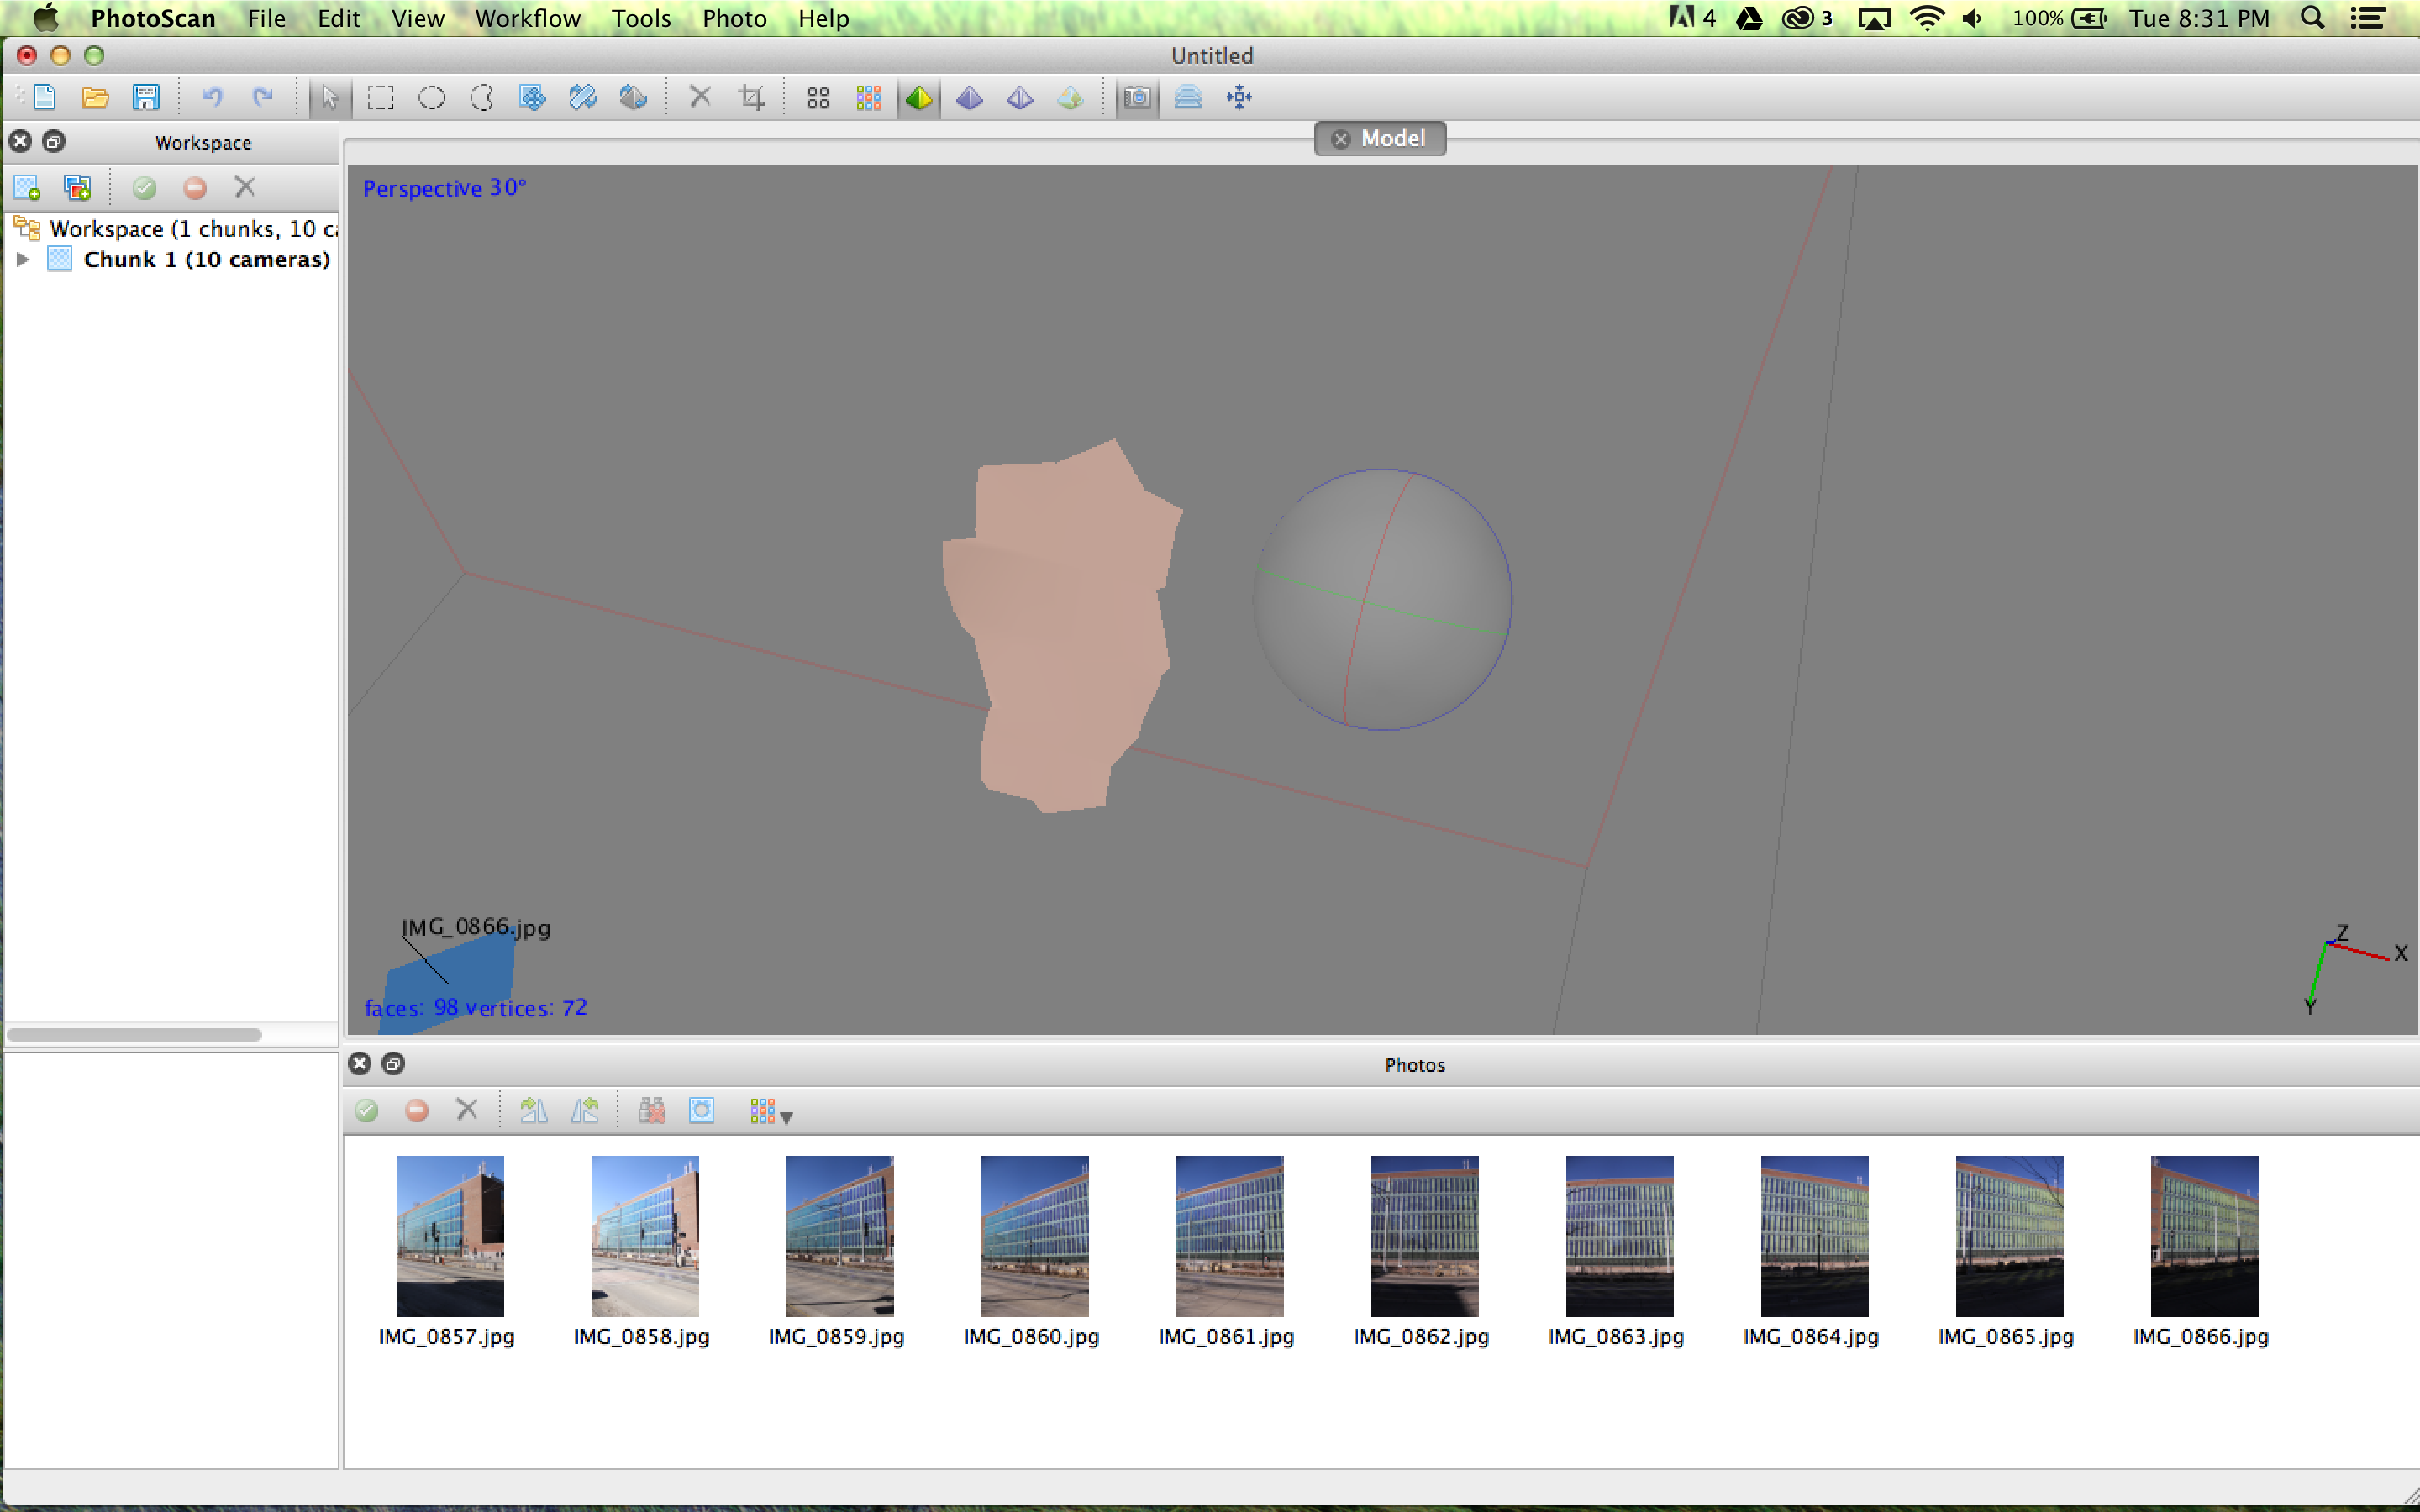 PhotoScan File Edit View Workflow Tools Photo Help 4 3 100% Tue 8:31 PM
Untitled
Workspace
Model
Workspace (1 chunks, 10 ca
Chunk 1 (10 cameras)
Perspective 30°
IMG_0866.jpg
faces: 98 vertices: 72
Z
X
Y
Photos
IMG_0857.jpg IMG_0858.jpg IMG_0859.jpg IMG_0860.jpg IMG_0861.jpg IMG_0862.jpg IMG_0863.jpg IMG_0864.jpg IMG_0865.jpg IMG_0866.jpg